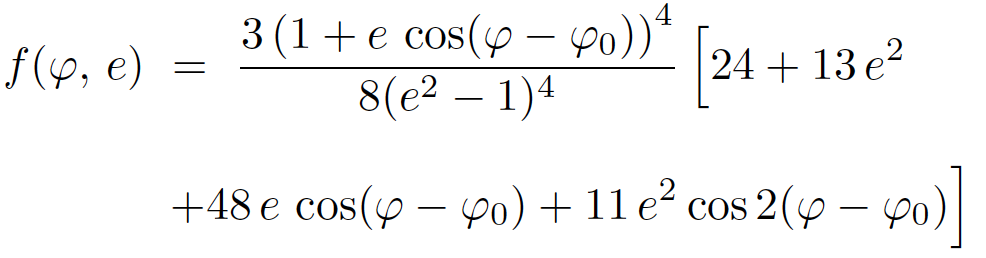 f(φ, e) = \frac{3(1 + e cos(φ − φ₀))⁴}{8(e² − 1)⁴} [24 + 13 e²
+48 e cos(φ − φ₀) + 11 e² cos 2(φ − φ₀)]